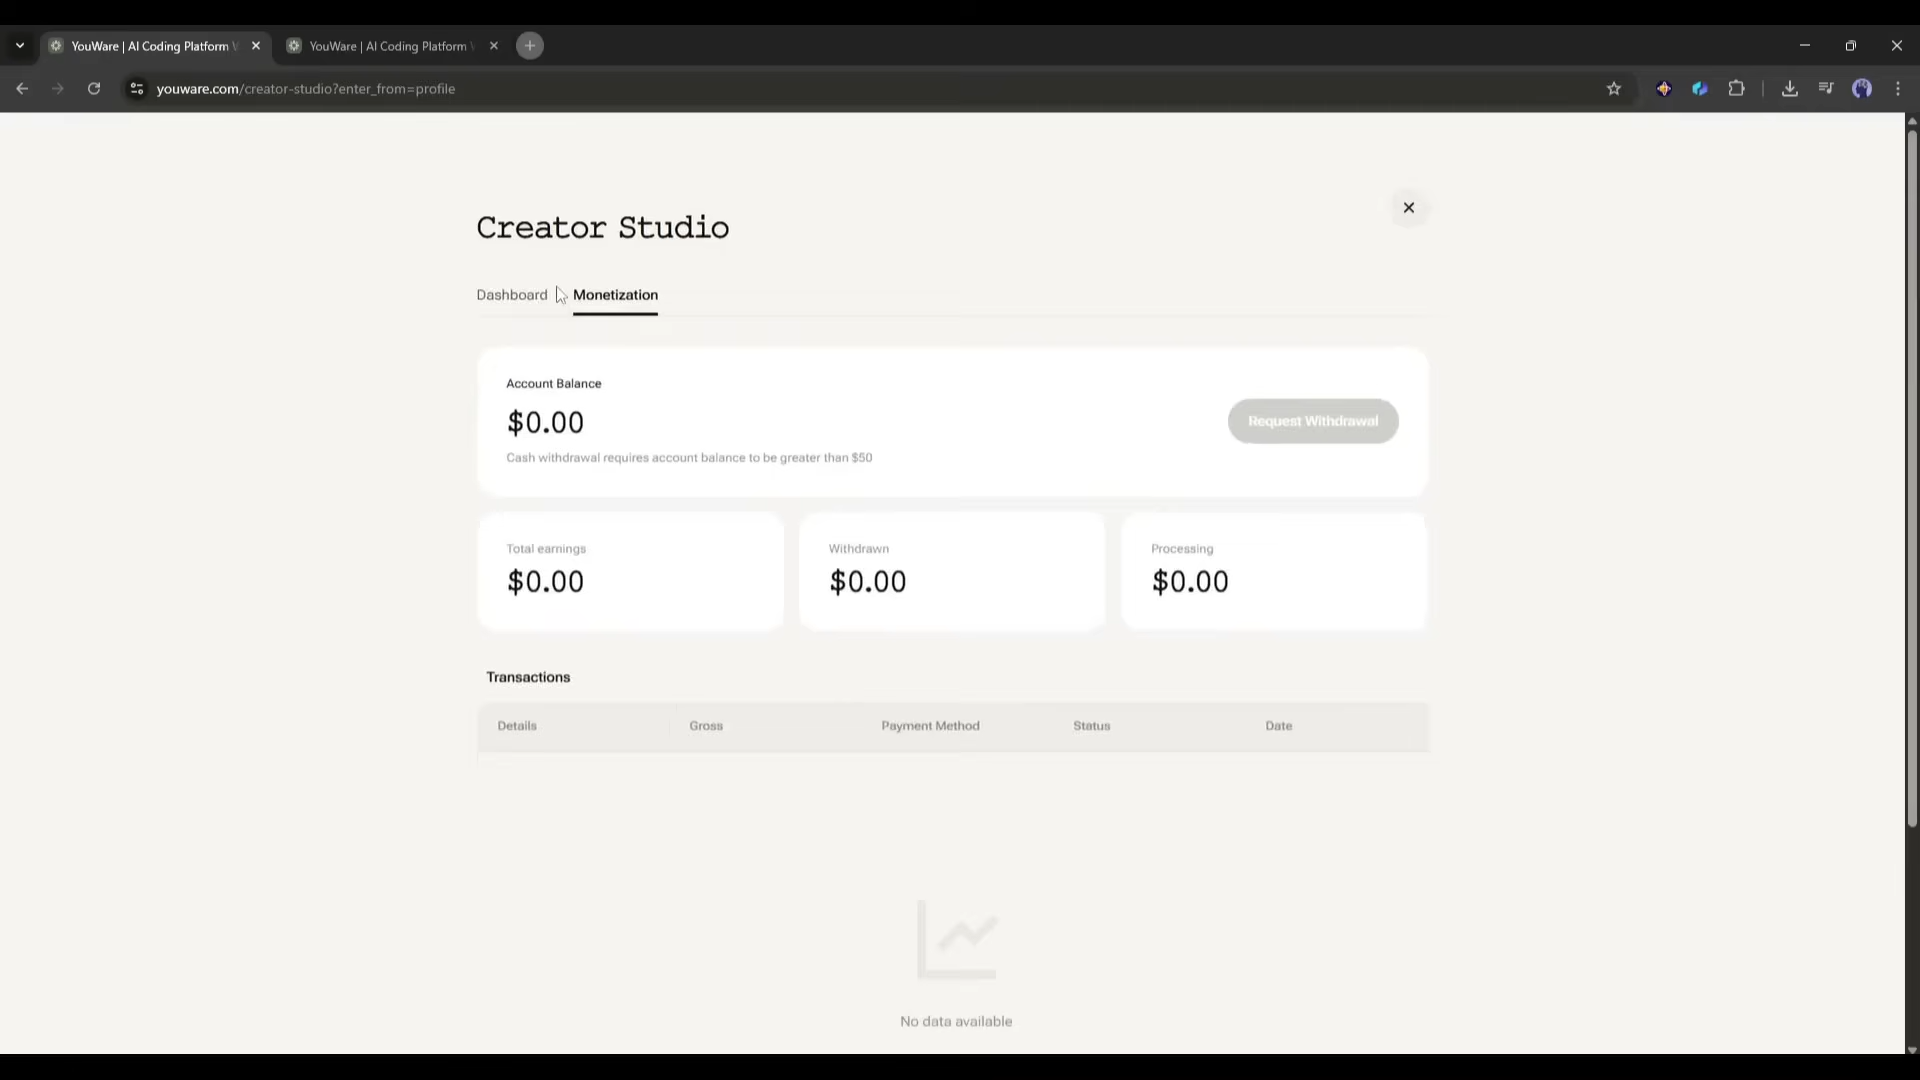 YouWare | AI Coding Platform
YouWare | AI Coding Platform
youware.com/creator-studio?enter_from=profile
Creator Studio
Dashboard
Monetization
Account Balance
$0.00
Request Withdrawal
Cash withdrawal requires account balance to be greater than $50
Total earnings
Withdrawn
Processing
$0.00
$0.00
$0.00
Transactions
Details
Gross
Payment Method
Status
Date
No data available